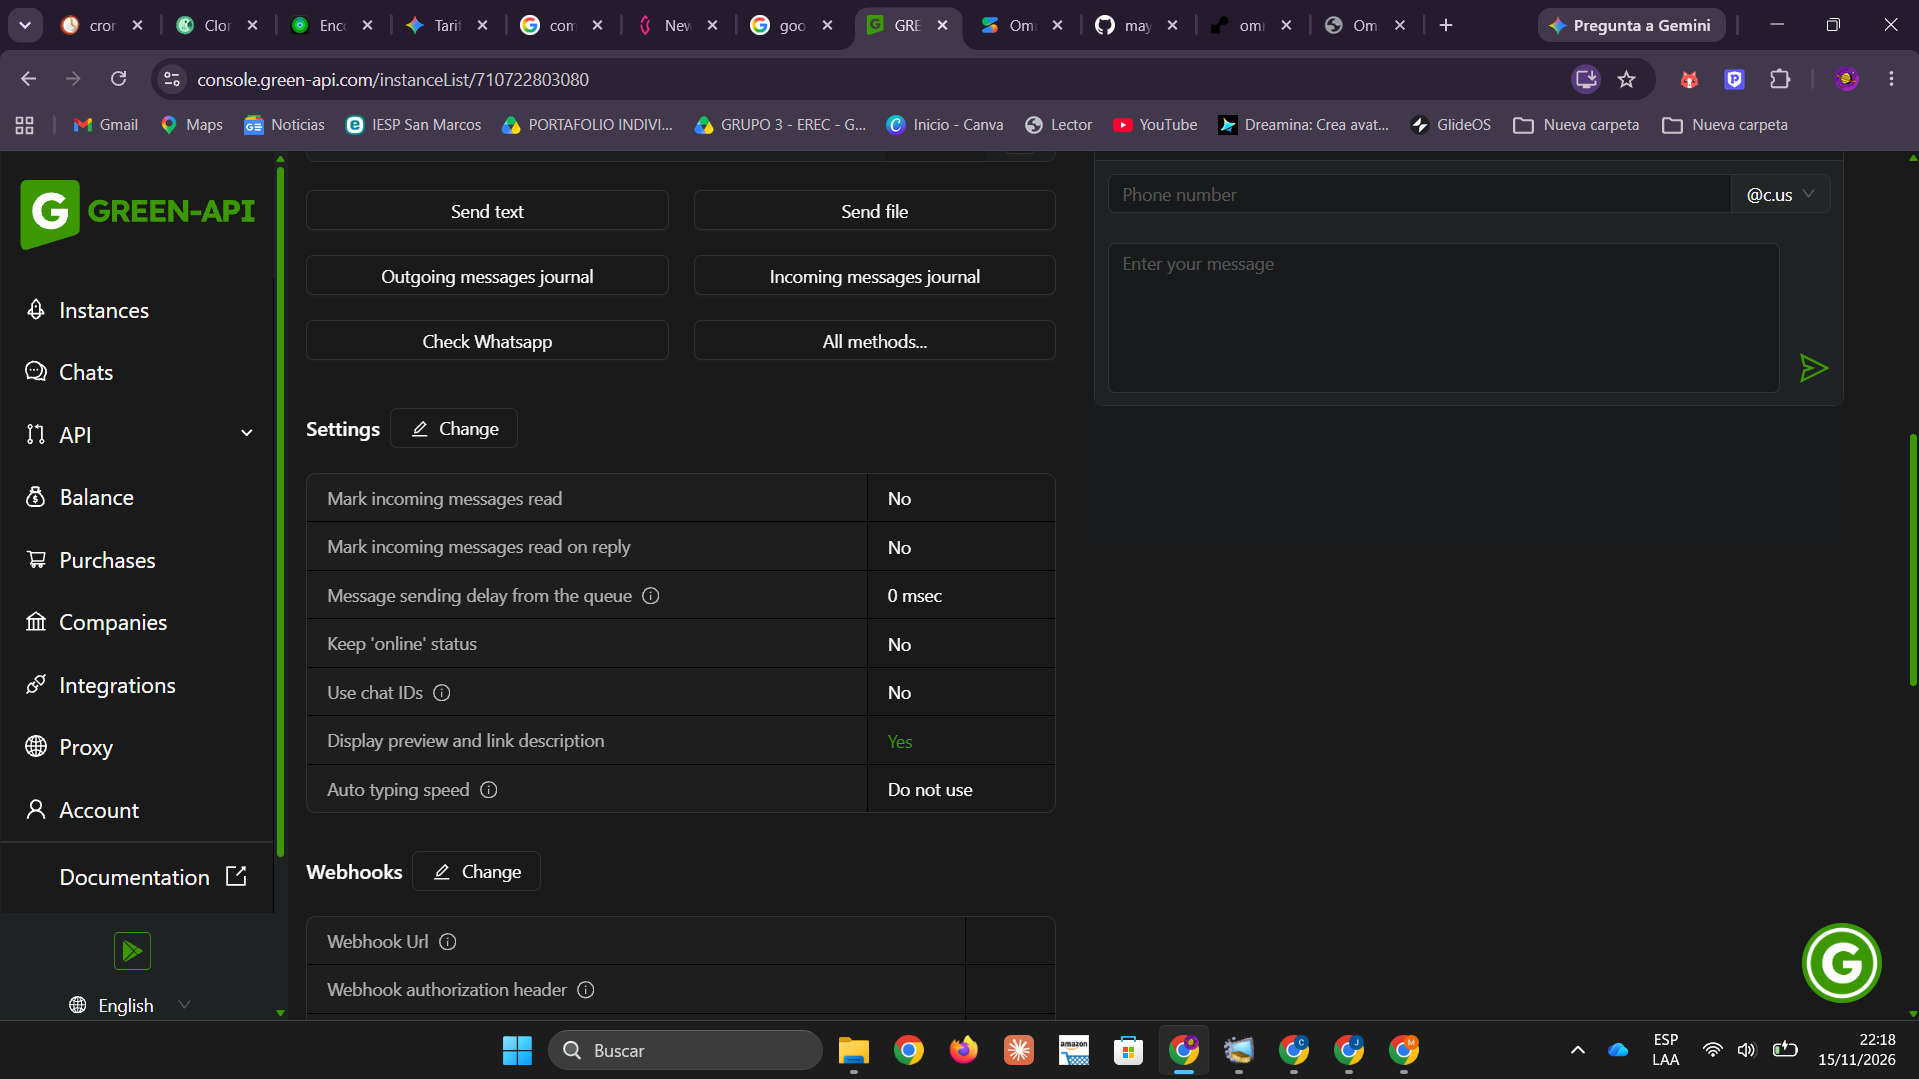 cror
Clor
Enc
Tarif
com
New
goo
GRE
Om
may
omr
Om
Pregunta a Gemini
console.green-api.com/instanceList/710722803080
Gmail
Maps
Noticias
IESP San Marcos
PORTAFOLIO INDIVI...
GRUPO 3 - EREC - G...
Inicio - Canva
Lector
YouTube
Dreamina: Crea avat...
GlideOS
Nueva carpeta
Nueva carpeta
GREEN-API
Instances
Chats
API
Balance
Purchases
Companies
Integrations
Proxy
Account
Documentation
English
Send text
Send file
Outgoing messages journal
Incoming messages journal
Check Whatsapp
All methods...
Settings
Change
Mark incoming messages read No
Mark incoming messages read on reply No
Message sending delay from the queue 0 msec
Keep 'online' status No
Use chat IDs No
Display preview and link description Yes
Auto typing speed Do not use
Webhooks
Change
Webhook Url
Webhook authorization header
Phone number
@c.us
Enter your message
Buscar
amazon
ESP
LAA
22:18
15/11/2026